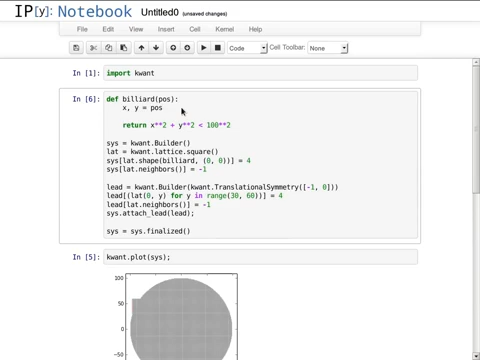 IP[y]: Notebook Untitled0 (unsaved changes)
File Edit View Insert Cell Kernel Help
Code Cell Toolbar: None
In [1]: import kwant
In [6]: def billiard(pos):
x, y = pos
return x**2 + y**2 < 100**2
sys = kwant.Builder()
lat = kwant.lattice.square()
sys[lat.shape(billiard, (0, 0))] = 4
sys[lat.neighbors()] = -1
lead = kwant.Builder(kwant.TranslationalSymmetry([-1, 0]))
lead[(lat(0, y) for y in range(30, 60))] = 4
lead[lat.neighbors()] = -1
sys.attach_lead(lead);
sys = sys.finalized()
In [5]: kwant.plot(sys);
100
50
0
−50